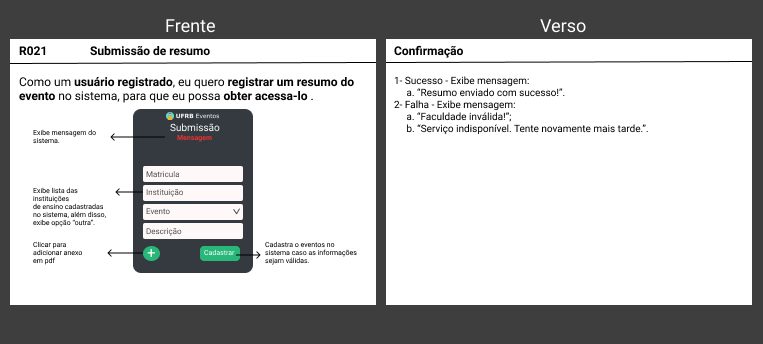 Frente
Verso
R021 Submissão de resumo
Como um usuário registrado, eu quero registrar um resumo do
evento no sistema, para que eu possa obter acessa-lo .
UFRB Eventos
Submissão
Mensagem
Exibe mensagem do
sistema.
Matricula
Instituição
Evento
Descrição
Exibe lista das
instituições
de ensino cadastradas
no sistema, além disso,
exibe opção "outra".
Clicar para
adicionar anexo
em pdf
+
Cadastrar
Cadastra o eventos no
sistema caso as informações
sejam válidas.
Confirmação
1- Sucesso - Exibe mensagem:
a. “Resumo enviado com sucesso!”.
2- Falha - Exibe mensagem:
a. “Faculdade inválida!”;
b. “Serviço indisponível. Tente novamente mais tarde.”.